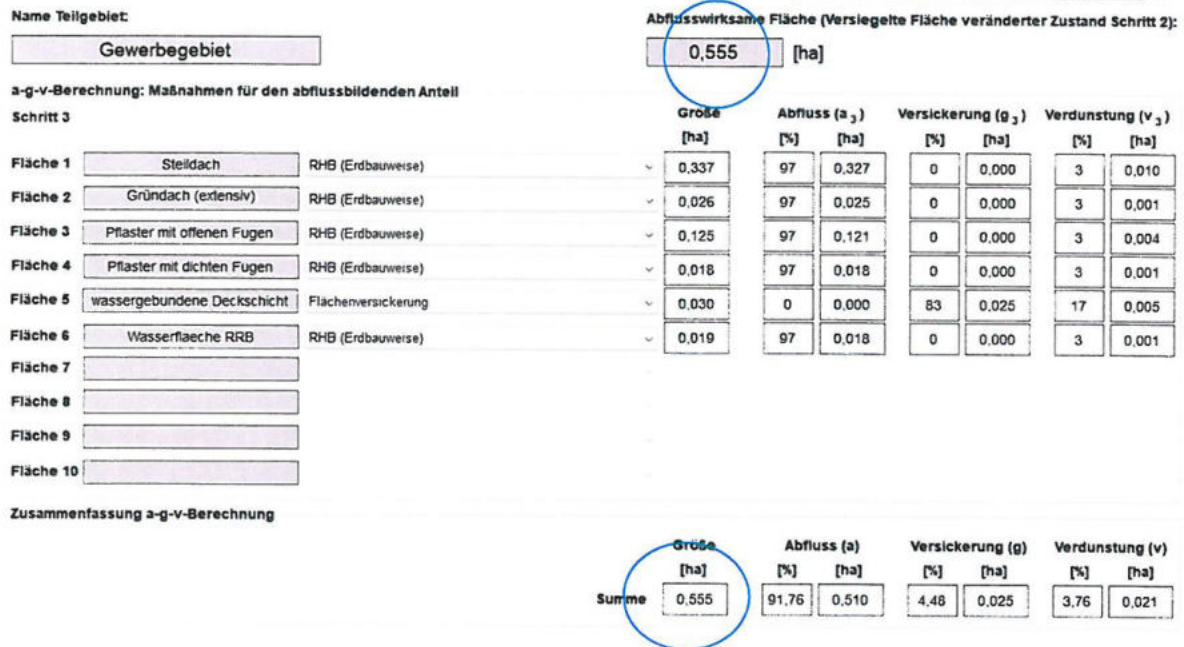 Name Teilgebiet: Abflusswirksame Fläche (Versiegelte Fläche veränderter Zustand Schritt 2):
Gewerbegebiet 0,555 [ha]
a-g-v-Berechnung: Maßnahmen für den abflussbildenden Anteil
Schritt 3 Größe Abfluss (a3) Versickerung (g3) Verdunstung (v3)
[ha] [%] [ha] [%] [ha] [%] [ha]
Fläche 1 Steildach RHB (Erdbauweise) 0,337 97 0,327 0 0,000 3 0,010
Fläche 2 Gründach (extensiv) RHB (Erdbauweise) 0,026 97 0,025 0 0,000 3 0,001
Fläche 3 Pflaster mit offenen Fugen RHB (Erdbauweise) 0,125 97 0,121 0 0,000 3 0,004
Fläche 4 Pflaster mit dichten Fugen RHB (Erdbauweise) 0,018 97 0,018 0 0,000 3 0,001
Fläche 5 wassergebundene Deckschicht Flächenversickerung 0,030 0 0,000 83 0,025 17 0,005
Fläche 6 Wasserflaeche RRB RHB (Erdbauweise) 0,019 97 0,018 0 0,000 3 0,001
Fläche 7
Fläche 8
Fläche 9
Fläche 10
Zusammenfassung a-g-v-Berechnung
Größe Abfluss (a) Versickerung (g) Verdunstung (v)
[ha] [%] [ha] [%] [ha] [%] [ha]
Summe 0,555 91,76 0,510 4,48 0,025 3,76 0,021